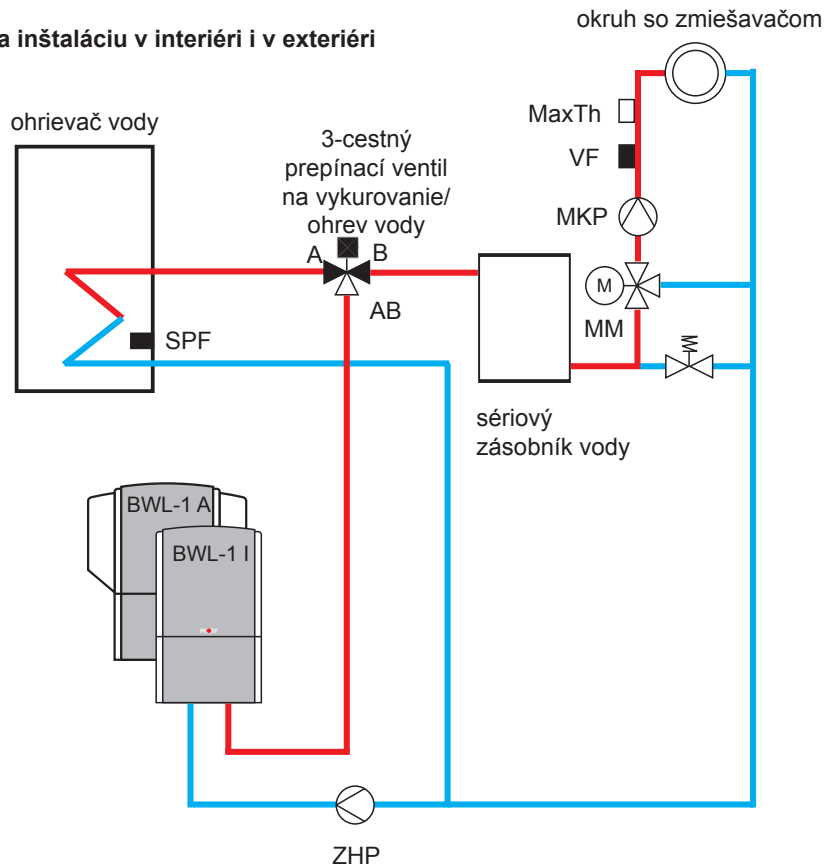 a inštaláciu v interiéri i v exteriéri
okruh so zmiešavačom
ohrievač vody
MaxTh
3-cestný
prepínací ventil
na vykurovanie/
ohrev vody
VF
MKP
A
B
AB
M
MM
SPF
sériový
zásobník vody
BWL-1 A
BWL-1 I
ZHP